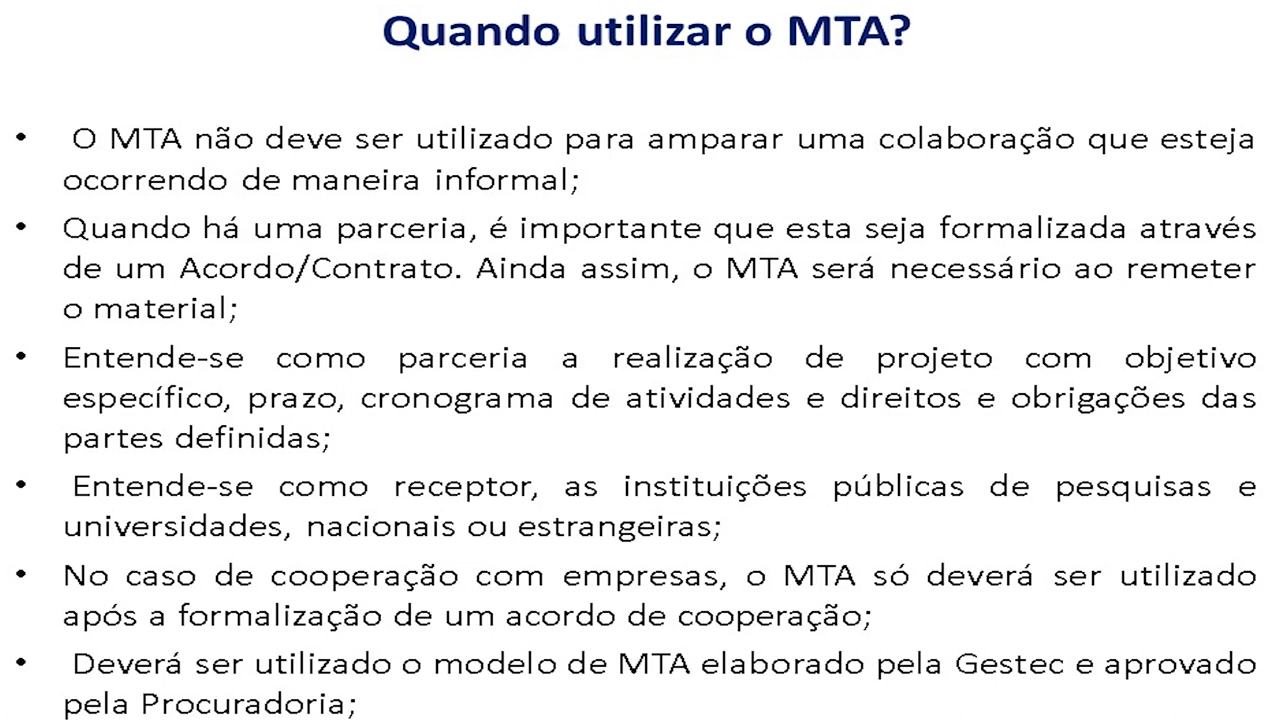 Quando utilizar o MTA?
• O MTA não deve ser utilizado para amparar uma colaboração que esteja
ocorrendo de maneira informal;
• Quando há uma parceria, é importante que esta seja formalizada através
de um Acordo/Contrato. Ainda assim, o MTA será necessário ao remeter
o material;
• Entende-se como parceria a realização de projeto com objetivo
específico, prazo, cronograma de atividades e direitos e obrigações das
partes definidas;
• Entende-se como receptor, as instituições públicas de pesquisas e
universidades, nacionais ou estrangeiras;
• No caso de cooperação com empresas, o MTA só deverá ser utilizado
após a formalização de um acordo de cooperação;
• Deverá ser utilizado o modelo de MTA elaborado pela Gestec e aprovado
pela Procuradoria;